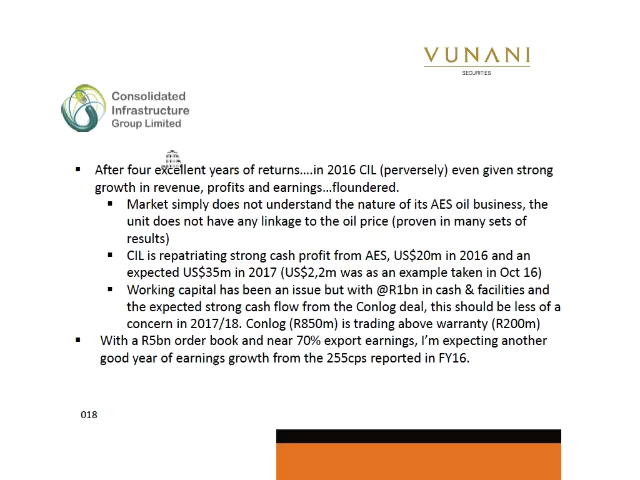 VUNANI
SECURITIES
Consolidated
Infrastructure
Group Limited
▪ After four excellent years of returns….in 2016 CIL (perversely) even given strong
growth in revenue, profits and earnings…floundered.
▪ Market simply does not understand the nature of its AES oil business, the
unit does not have any linkage to the oil price (proven in many sets of
results)
▪ CIL is repatriating strong cash profit from AES, US$20m in 2016 and an
expected US$35m in 2017 (US$2,2m was as an example taken in Oct 16)
▪ Working capital has been an issue but with @R1bn in cash & facilities and
the expected strong cash flow from the Conlog deal, this should be less of a
concern in 2017/18. Conlog (R850m) is trading above warranty (R200m)
▪ With a R5bn order book and near 70% export earnings, I’m expecting another
good year of earnings growth from the 255cps reported in FY16.
018